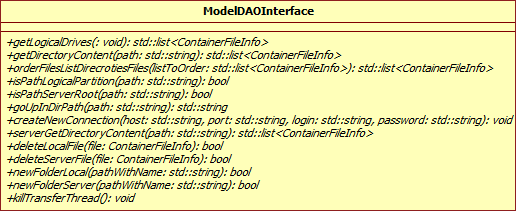 ModelDAOInterface
+getLogicalDrives(: void): std::list<ContainerFileInfo>
+getDirectoryContent(path: std::string): std::list<ContainerFileInfo>
+orderFilesListDirecrotiesFiles(listToOrder: std::list<ContainerFileInfo>): std::list<ContainerFileInfo>
+isPathLogicalPartition(path: std::string): bool
+isPathServerRoot(path: std::string): bool
+goUpInDirPath(path: std::string): std::string
+createNewConnection(host: std::string, port: std::string, login: std::string, password: std::string): void
+serverGetDirectoryContent(path: std::string): std::list<ContainerFileInfo>
+deleteLocalFile(file: ContainerFileInfo): bool
+deleteServerFile(file: ContainerFileInfo): bool
+newFolderLocal(pathWithName: std::string): bool
+newFolderServer(pathWithName: std::string): bool
+killTransferThread(): void